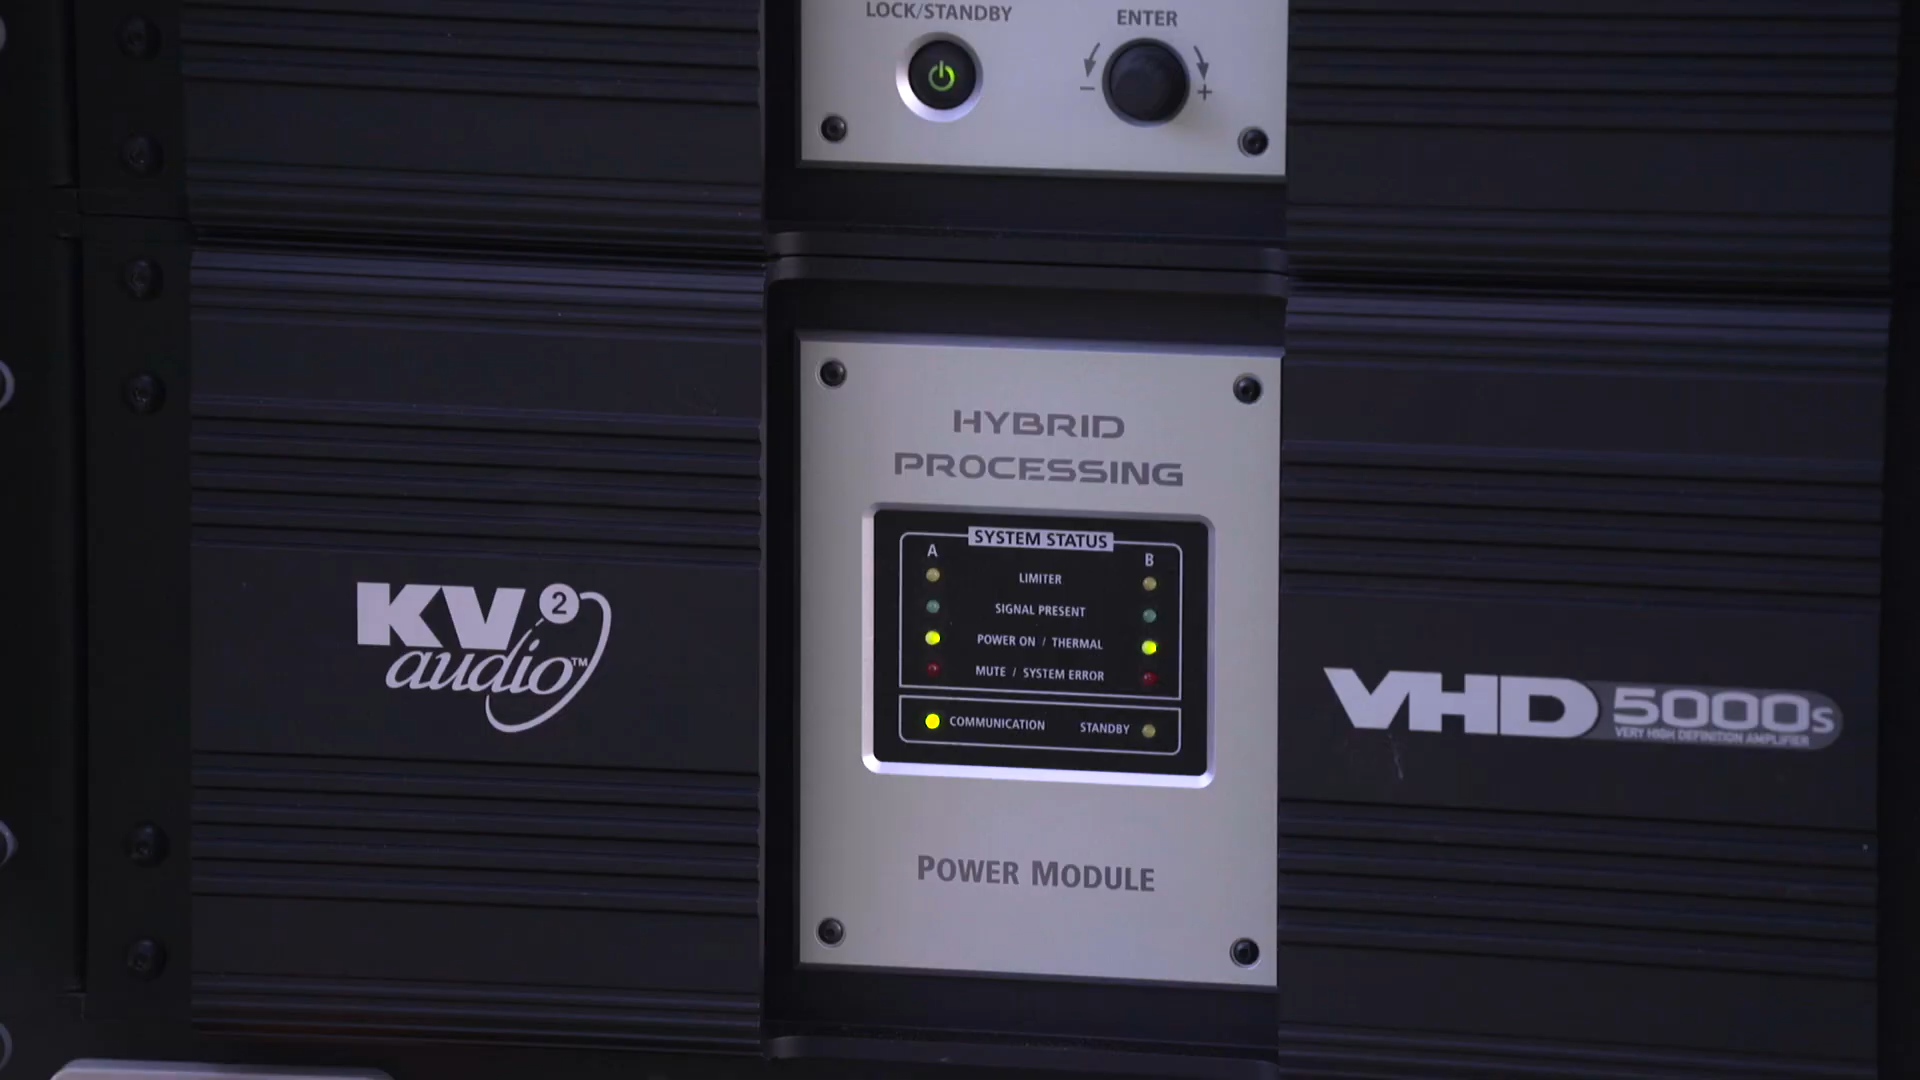 LOCK/STANDBY
ENTER
- +
HYBRID
PROCESSING
SYSTEM STATUS
A B
LIMITER
SIGNAL PRESENT
POWER ON / THERMAL
MUTE / SYSTEM ERROR
COMMUNICATION STANDBY
KV2
audio™
VHD 5000s
VERY HIGH DEFINITION AMPLIFIER
POWER MODULE